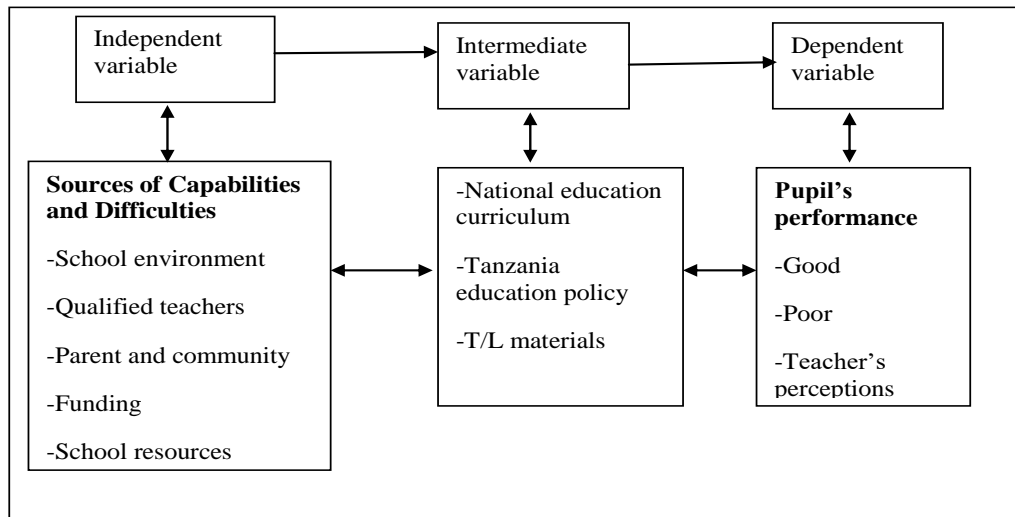 Independent
variable
Intermediate
variable
Dependent
variable
Sources of Capabilities
and Difficulties
-School environment
-Qualified teachers
-Parent and community
-Funding
-School resources
-National education
curriculum
-Tanzania
education policy
-T/L materials
Pupil’s
performance
-Good
-Poor
-Teacher’s
perceptions